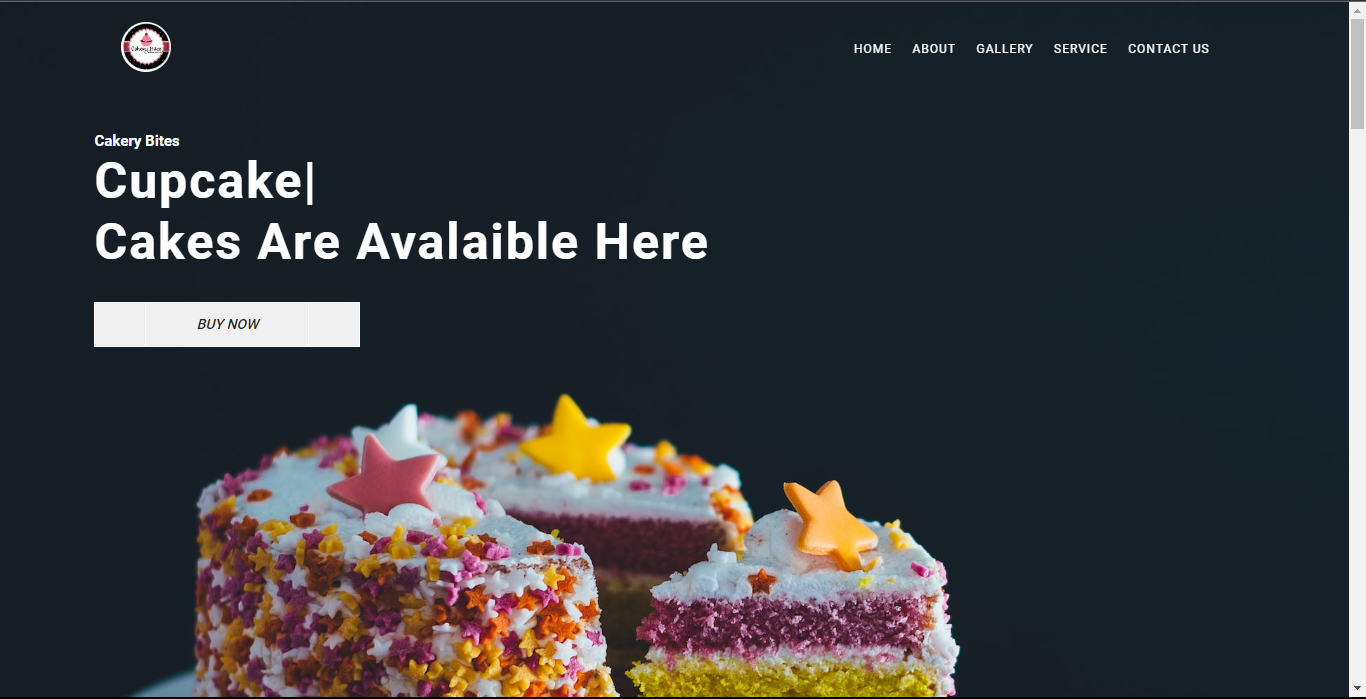 Cakery Bites
HOME ABOUT GALLERY SERVICE CONTACT US
Cakery Bites
Cupcake|
Cakes Are Avalaible Here
BUY NOW